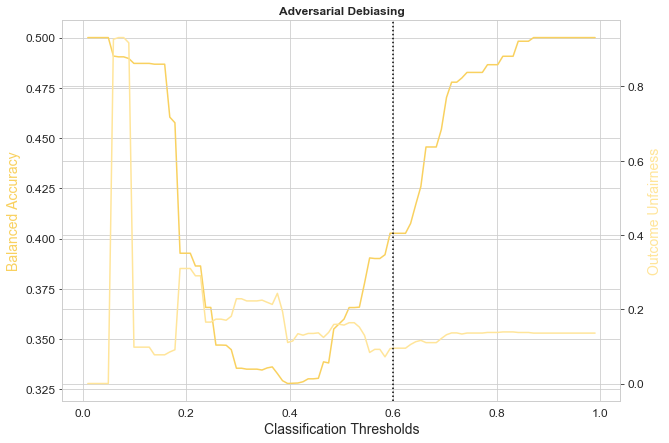 Adversarial Debiasing
0.500
0.475
0.450
0.425
0.400
0.375
0.350
0.325
Balanced Accuracy
0.8
0.6
0.4
0.2
0.0
Outcome Unfairness
0.0 0.2 0.4 0.6 0.8 1.0
Classification Thresholds